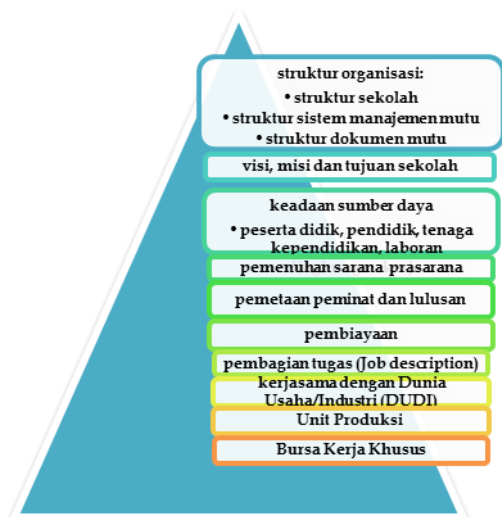 struktur organisasi:
• struktur sekolah
• struktur sistem manajemen mutu
• struktur dokumen mutu
visi, misi dan tujuan sekolah
keadaan sumber daya
• peserta didik, pendidik, tenaga
kependidikan, laboran
pemenuhan sarana prasarana
pemetaan peminat dan lulusan
pembiayaan
pembagian tugas (Job description)
kerjasama dengan Dunia
Usaha/Industri (DUDI)
Unit Produksi
Bursa Kerja Khusus